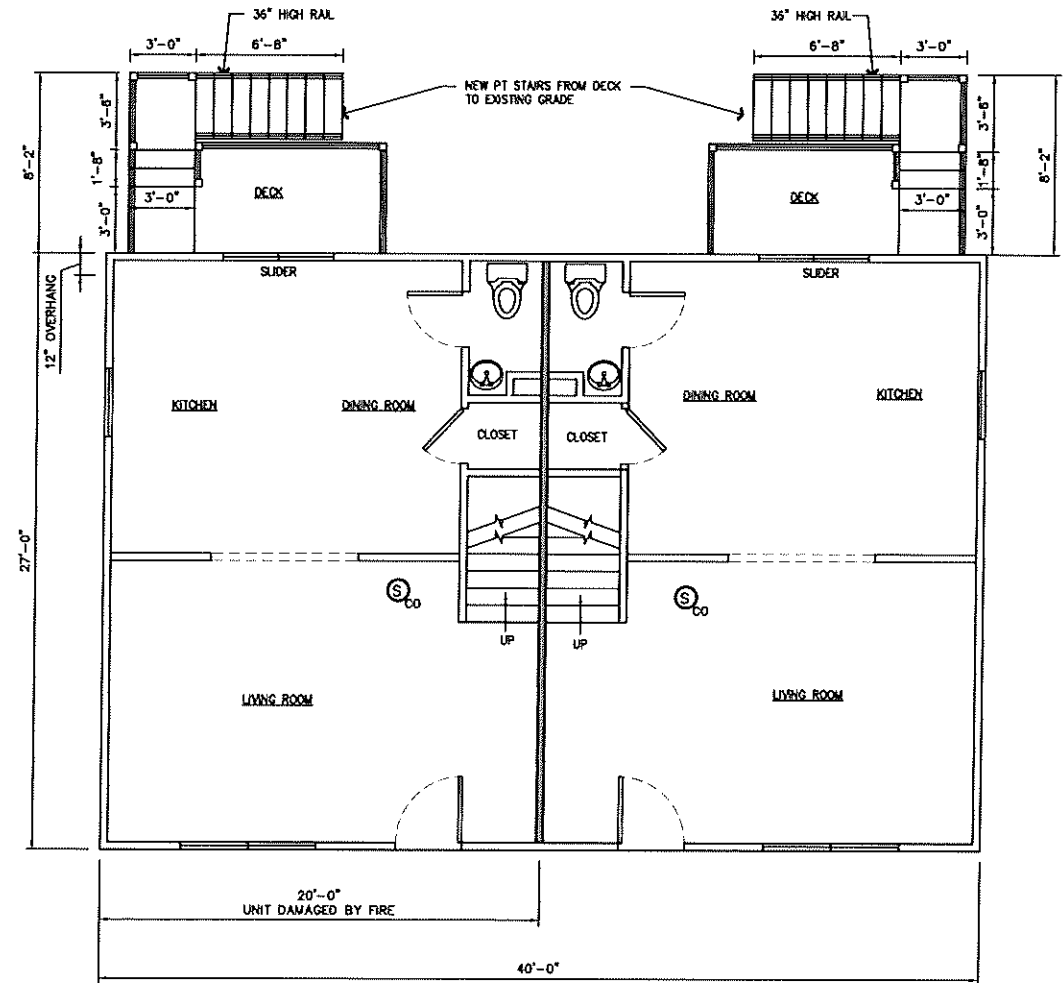 36" HIGH RAIL
36" HIGH RAIL
3'-0"
6'-8"
6'-8"
3'-0"
NEW PT STAIRS FROM DECK
TO EXISTING GRADE
8'-2"
3'-6"
1'-8"
3'-0"
3'-0"
DECK
DECK
3'-0"
3'-6"
1'-8"
3'-0"
8'-2"
12" OVERHANG
SLIDER
SLIDER
KITCHEN
DINING ROOM
DINING ROOM
KITCHEN
CLOSET
CLOSET
27'-0"
S CO
S CO
UP
UP
LIVING ROOM
LIVING ROOM
20'-0"
UNIT DAMAGED BY FIRE
40'-0"